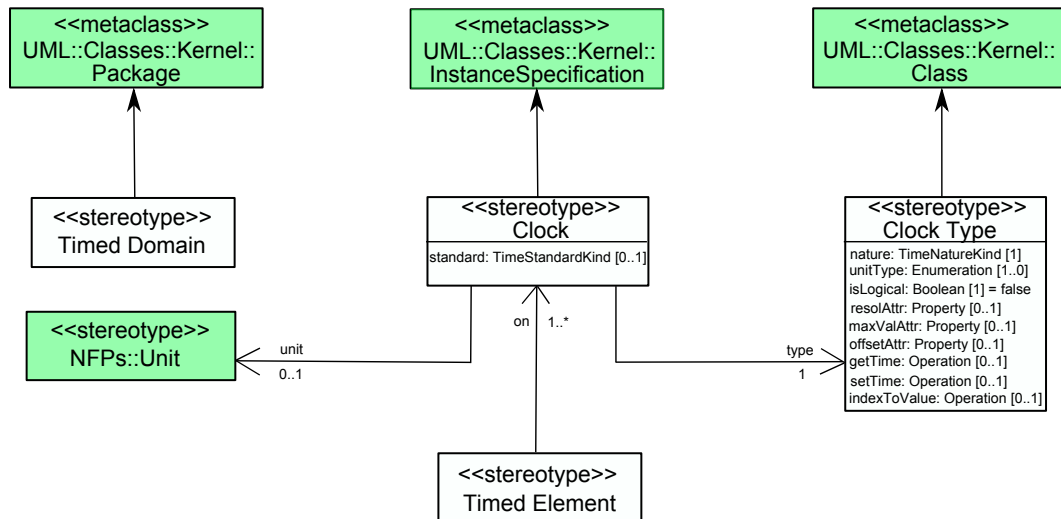 <<metaclass>>
UML::Classes::Kernel::
Package
<<metaclass>>
UML::Classes::Kernel::
InstanceSpecification
<<metaclass>>
UML::Classes::Kernel::
Class
<<stereotype>>
Timed Domain
<<stereotype>>
Clock
standard: TimeStandardKind [0..1]
<<stereotype>>
Clock Type
nature: TimeNatureKind [1]
unitType: Enumeration [1..0]
isLogical: Boolean [1] = false
resolAttr: Property [0..1]
maxValAttr: Property [0..1]
offsetAttr: Property [0..1]
getTime: Operation [0..1]
setTime: Operation [0..1]
indexToValue: Operation [0..1]
<<stereotype>>
NFPs::Unit
unit
0..1
on
1..*
type
1
<<stereotype>>
Timed Element